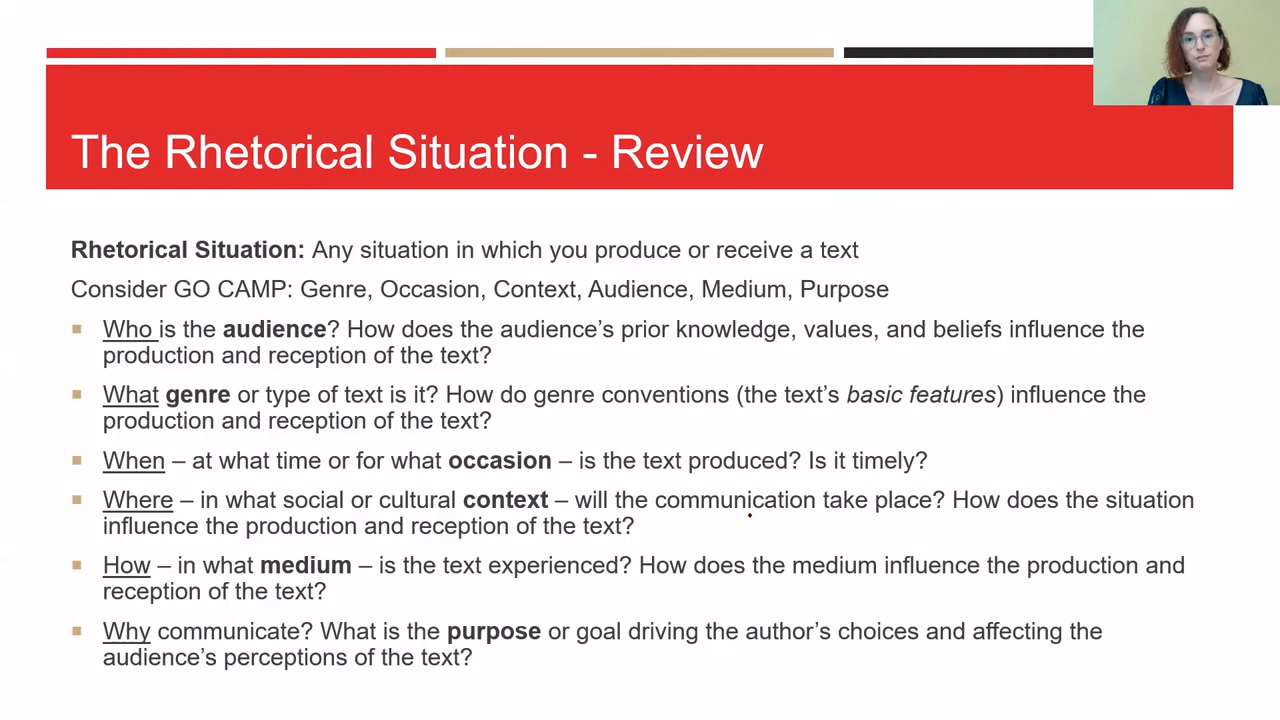 The Rhetorical Situation - Review
Rhetorical Situation: Any situation in which you produce or receive a text
Consider GO CAMP: Genre, Occasion, Context, Audience, Medium, Purpose
Who is the audience? How does the audience’s prior knowledge, values, and beliefs influence the
production and reception of the text?
What genre or type of text is it? How do genre conventions (the text’s basic features) influence the
production and reception of the text?
When – at what time or for what occasion – is the text produced? Is it timely?
Where – in what social or cultural context – will the communication take place? How does the situation
influence the production and reception of the text?
How – in what medium – is the text experienced? How does the medium influence the production and
reception of the text?
Why communicate? What is the purpose or goal driving the author’s choices and affecting the
audience’s perceptions of the text?